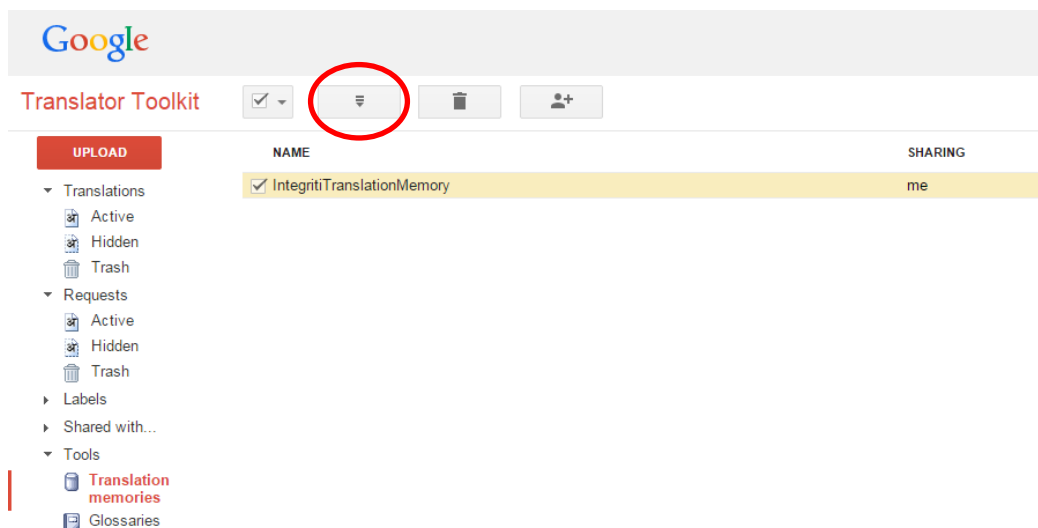 Google
Translator Toolkit
UPLOAD
NAME
SHARING
Translations
IntegritiTranslationMemory
me
Active
Hidden
Trash
Requests
Active
Hidden
Trash
Labels
Shared with...
Tools
Translation
memories
Glossaries